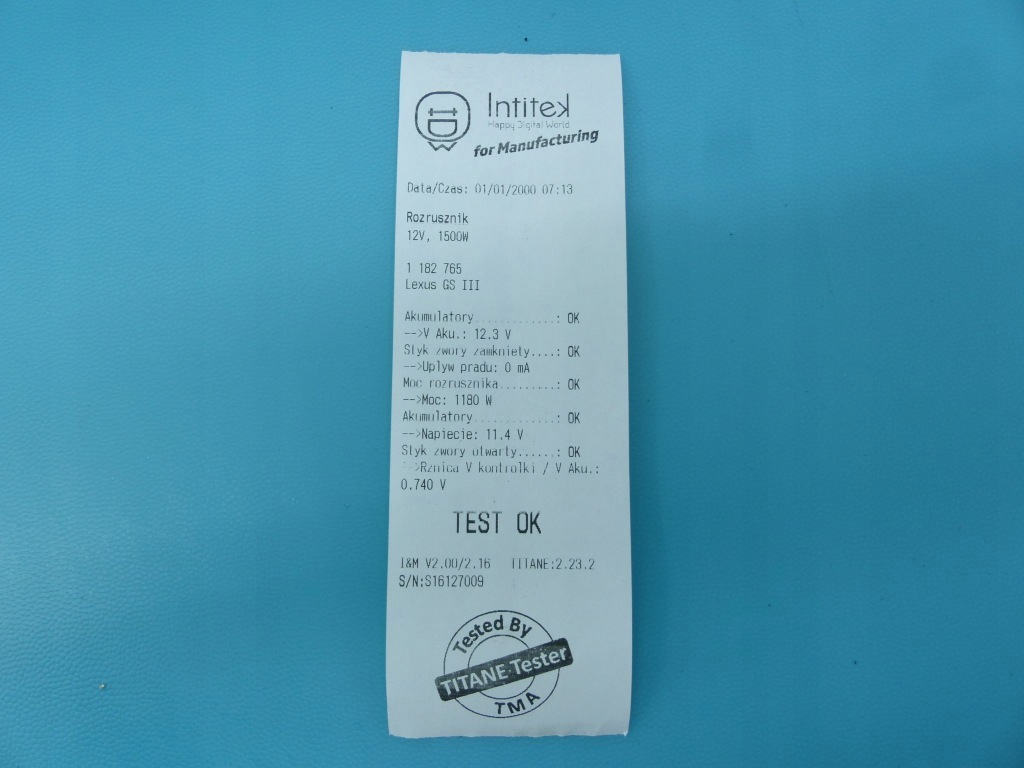 Intitek
Happy Digital World
for Manufacturing
Data/Czas: 01/01/2000 07:13
Rozrusznik
12V, 1500W
1 182 765
Lexus GS III
Akumulatory.............: OK
-->V Aku.: 12.3 V
Styk zwory zamkniety....: OK
-->Uplyw pradu: 0 mA
Moc rozrusznika.........: OK
-->Moc: 1180 W
Akumulatory.............: OK
-->Napiecie: 11.4 V
Styk zwory otwarty......: OK
-->Rznica V kontrolki / V Aku.:
0.740 V
TEST OK
I&M V2.00/2.16 TITANE:2.23.2
S/N:S16127009
Tested By
TITANE Tester
TMA